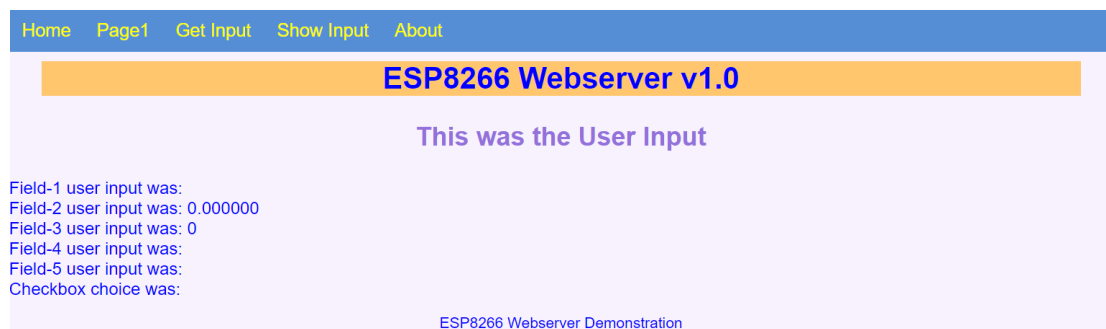 Home Page1 Get Input Show Input About
ESP8266 Webserver v1.0
This was the User Input
Field-1 user input was:
Field-2 user input was: 0.000000
Field-3 user input was: 0
Field-4 user input was:
Field-5 user input was:
Checkbox choice was:
ESP8266 Webserver Demonstration